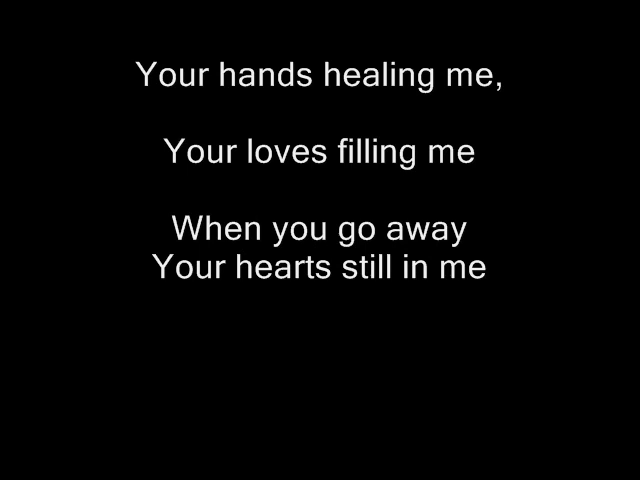 Your hands healing me,
Your loves filling me
When you go away
Your hearts still in me